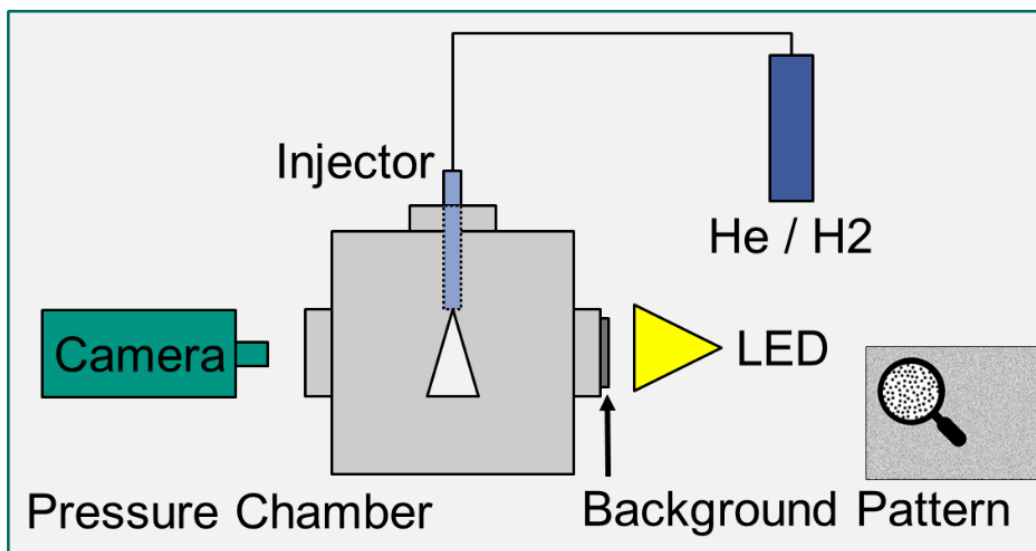 Injector
He / H2
Camera
LED
Pressure Chamber
Background Pattern